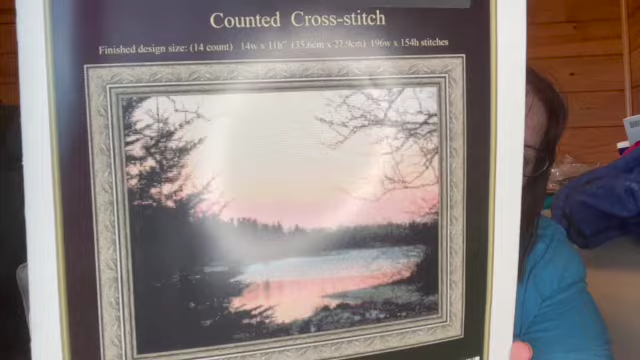 Counted Cross-stitch
Finished design size: (14 count) 14w x 11h" (35.6cm x 27.9cm) 196w x 154h stitches